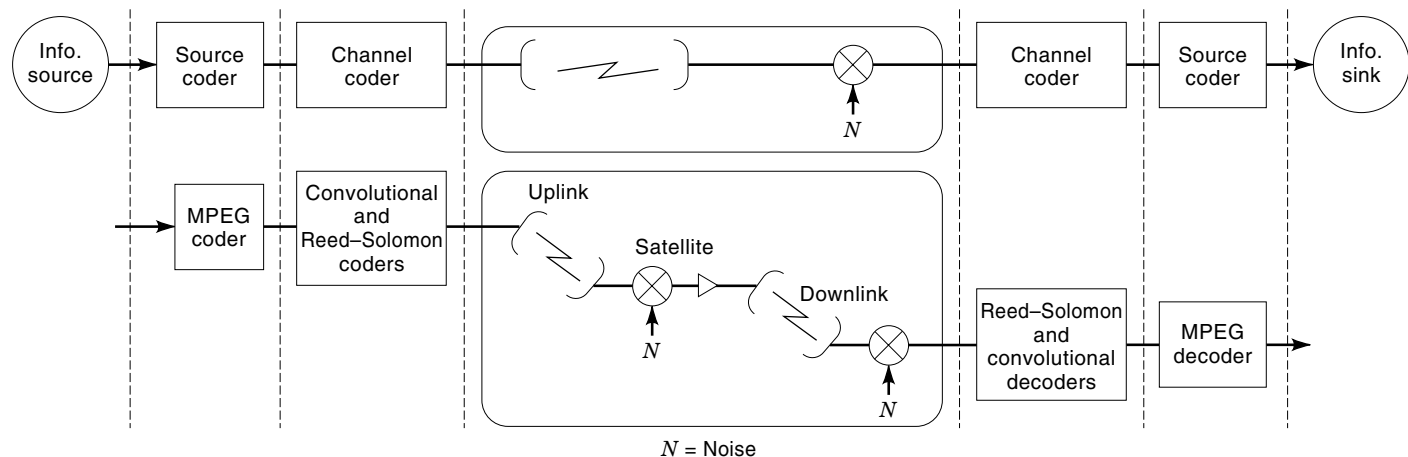 Info.
source
Source
coder
Channel
coder
N
Channel
coder
Source
coder
Info.
sink
MPEG
coder
Convolutional
and
Reed–Solomon
coders
Uplink
Satellite
N
Downlink
N
Reed–Solomon
and
convolutional
decoders
MPEG
decoder
N = Noise